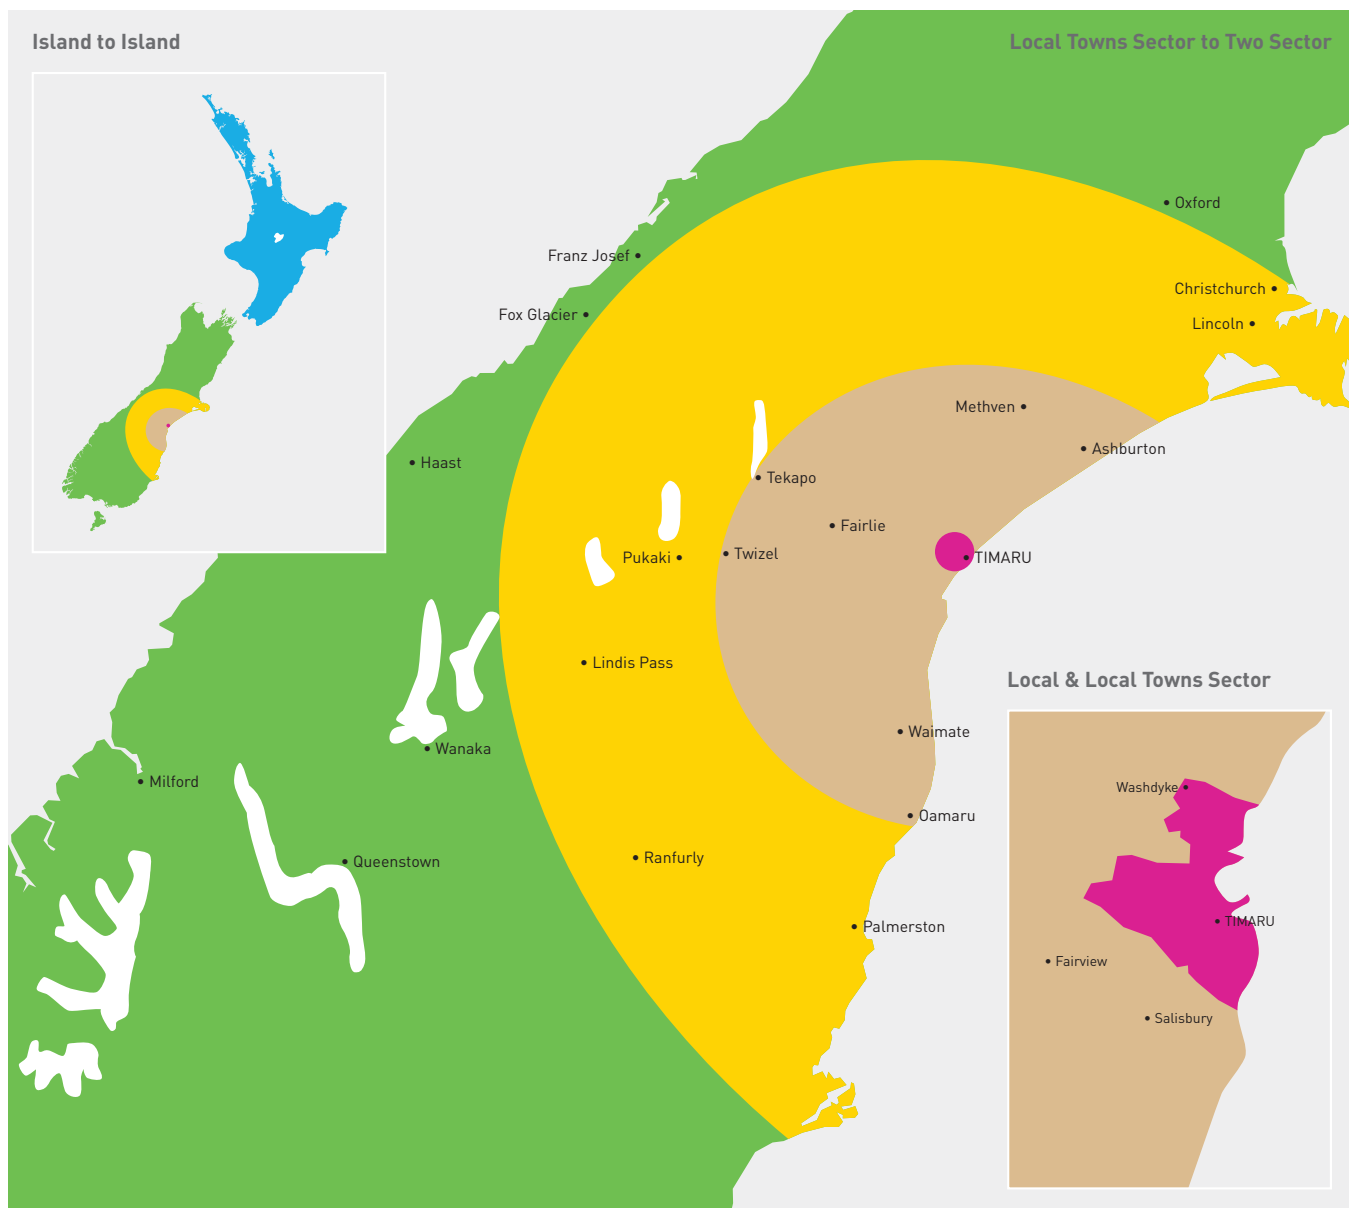 Island to Island
Local Towns Sector to Two Sector
Oxford
Franz Josef
Christchurch
Fox Glacier
Lincoln
Methven
Ashburton
Haast
Tekapo
Fairlie
Pukaki
Twizel
TIMARU
Lindis Pass
Local & Local Towns Sector
Waimate
Wanaka
Milford
Washdyke
Oamaru
Ranfurly
Queenstown
TIMARU
Palmerston
Fairview
Salisbury